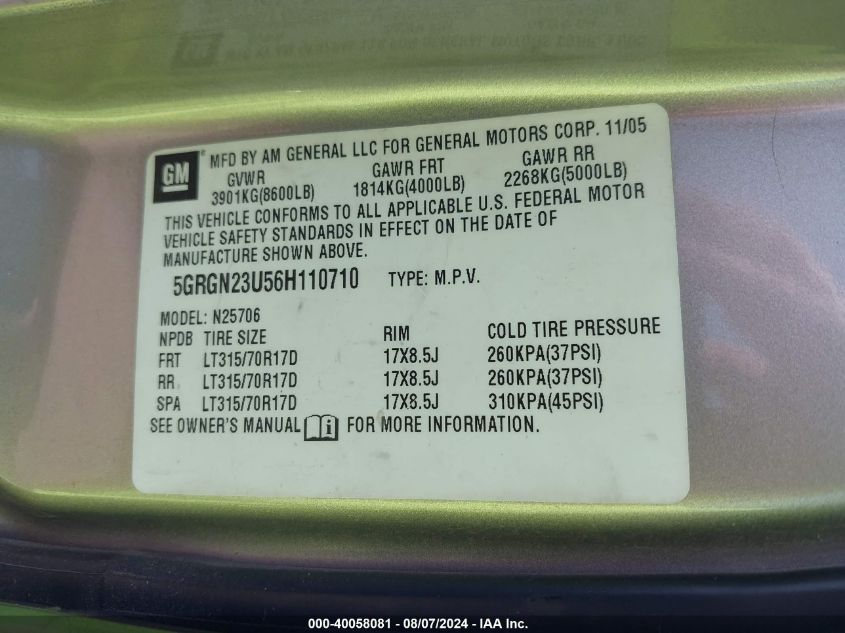 GM ® MFD BY AM GENERAL LLC FOR GENERAL MOTORS CORP. 11/05
GVWR GAWR FRT GAWR RR
3901KG(8600LB) 1814KG(4000LB) 2268KG(5000LB)
THIS VEHICLE CONFORMS TO ALL APPLICABLE U.S. FEDERAL MOTOR
VEHICLE SAFETY STANDARDS IN EFFECT ON THE DATE OF
MANUFACTURE SHOWN ABOVE.
5GRGN23U56H110710 TYPE: M.P.V.
MODEL: N25706
NPDB TIRE SIZE RIM COLD TIRE PRESSURE
FRT LT315/70R17D 17X8.5J 260KPA(37PSI)
RR LT315/70R17D 17X8.5J 260KPA(37PSI)
SPA LT315/70R17D 17X8.5J 310KPA(45PSI)
SEE OWNER'S MANUAL i FOR MORE INFORMATION.
000-40058081 - 08/07/2024 - IAA Inc.